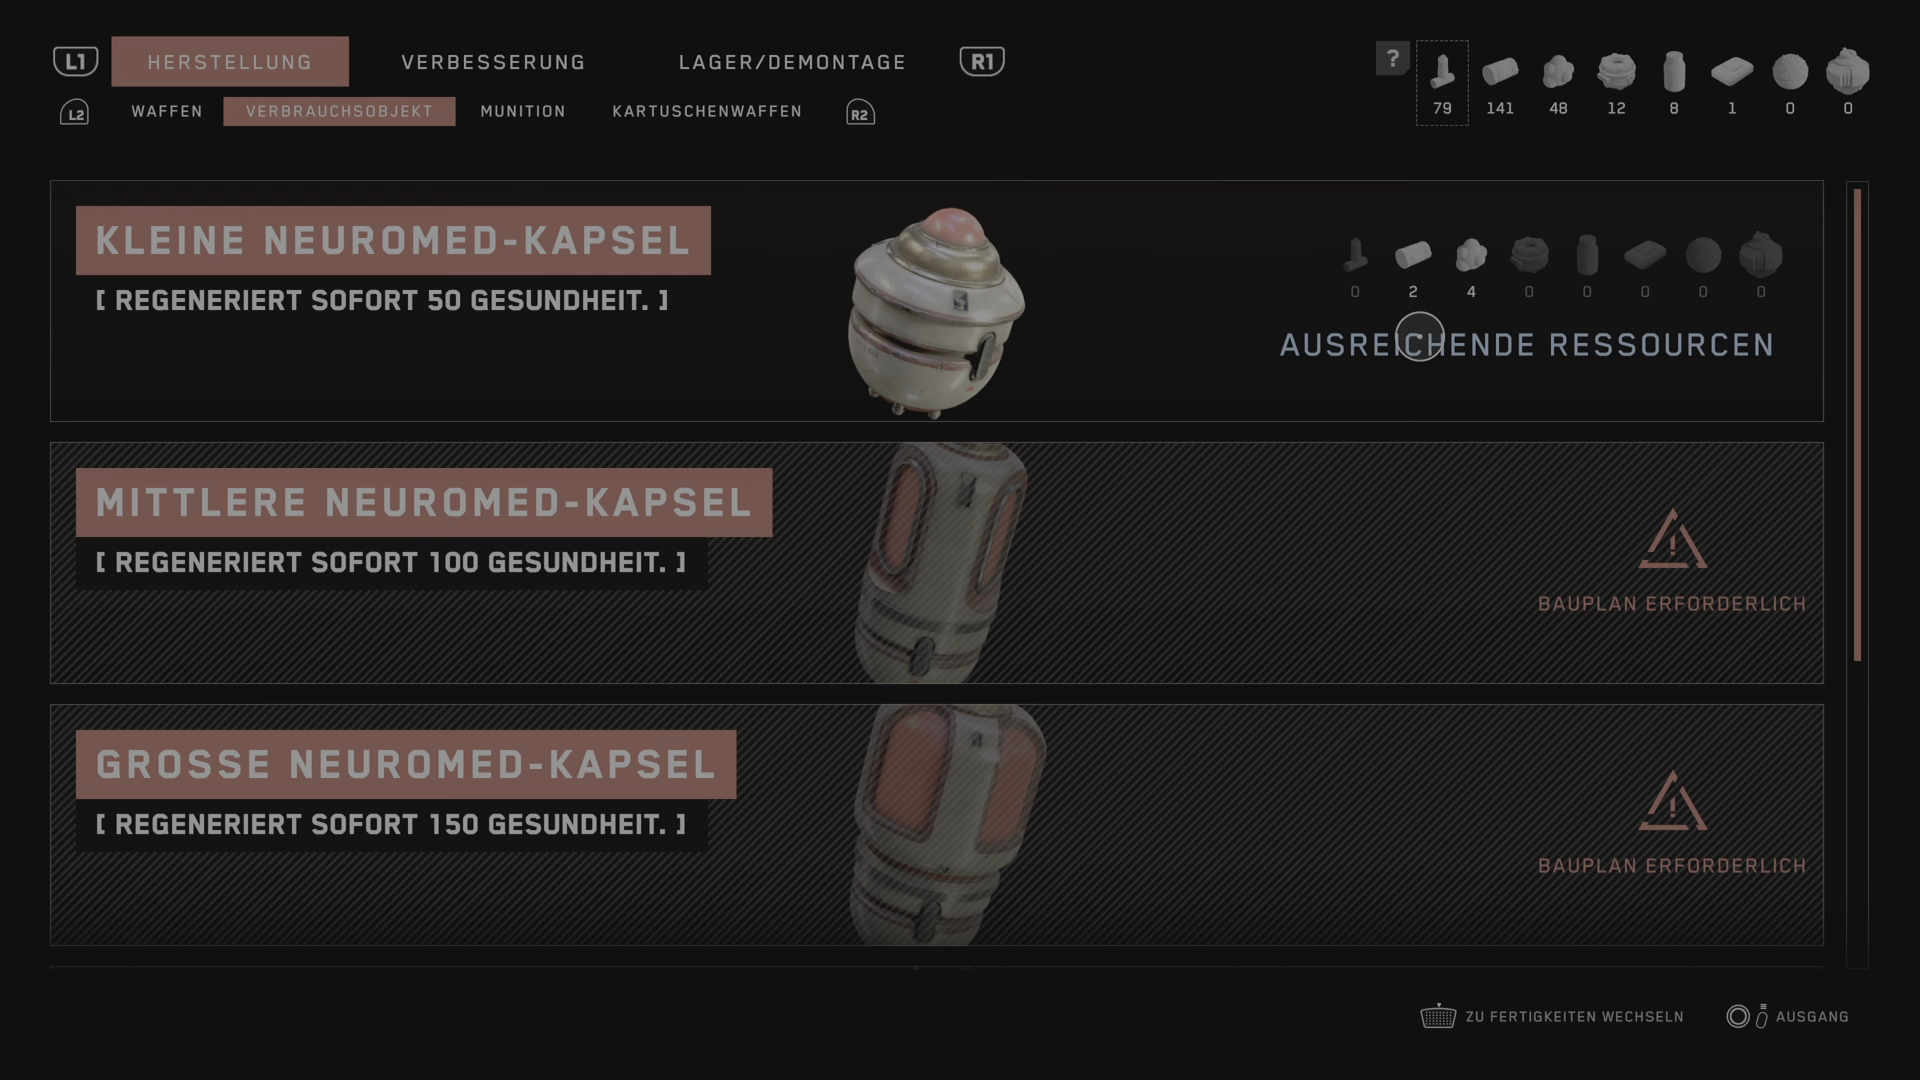 L1 HERSTELLUNG VERBESSERUNG LAGER/DEMONTAGE R1
L2 WAFFEN VERBRAUCHSOBJEKT MUNITION KARTUSCHENWAFFEN R2
?
79 141 48 12 8 1 0 0
KLEINE NEUROMED-KAPSEL
[ REGENERIERT SOFORT 50 GESUNDHEIT. ]
0 2 4 0 0 0 0 0
AUSREICHENDE RESSOURCEN
MITTLERE NEUROMED-KAPSEL
[ REGENERIERT SOFORT 100 GESUNDHEIT. ]
BAUPLAN ERFORDERLICH
GROSSE NEUROMED-KAPSEL
[ REGENERIERT SOFORT 150 GESUNDHEIT. ]
BAUPLAN ERFORDERLICH
ZU FERTIGKEITEN WECHSELN AUSGANG